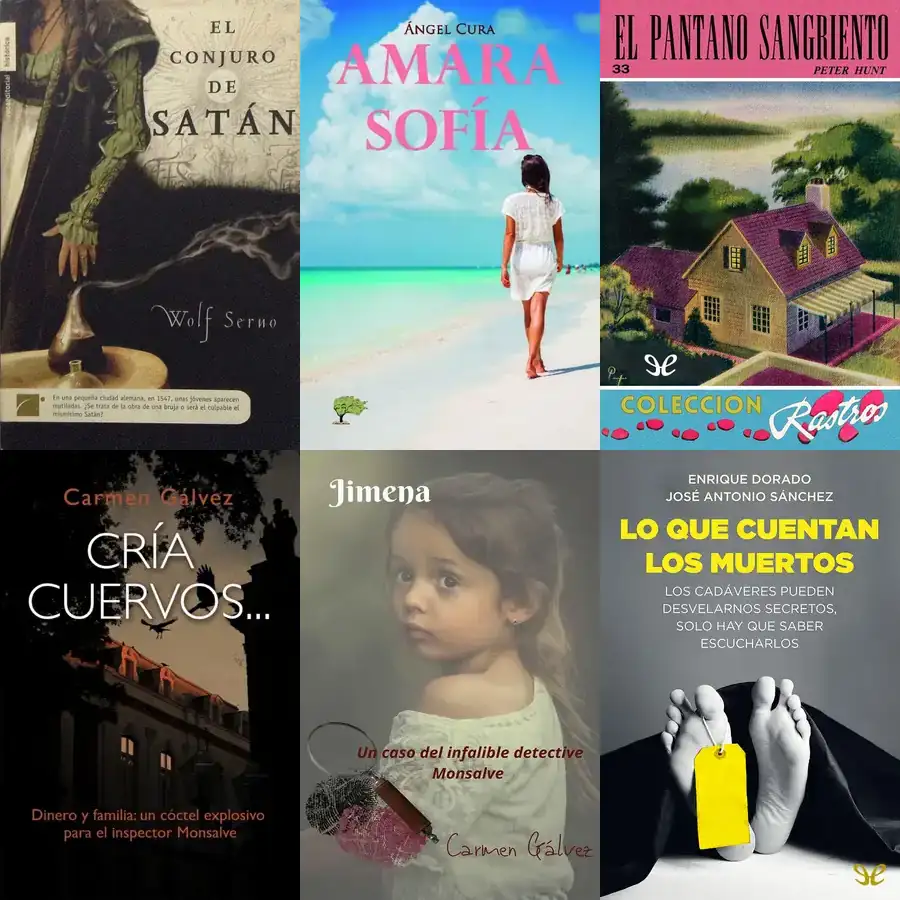 EL
CONJURO
DE
SATÁN
Wolf Serno
En una pequeña ciudad alemana, en 1547, unas jóvenes aparecen
mutiladas. ¿Se trata de la obra de una bruja o será el culpable el
mismísimo Satán?
histórica
ÁNGEL CURA
AMARA
SOFÍA
EL PANTANO SANGRIENTO
33
PETER HUNT
COLECCION
Rastros
Carmen Gálvez
CRÍA
CUERVOS...
Dinero y familia: un cóctel explosivo
para el inspector Monsalve
Jimena
Un caso del infalible detective
Monsalve
Carmen Gálvez
ENRIQUE DORADO
JOSÉ ANTONIO SÁNCHEZ
LO QUE CUENTAN
LOS MUERTOS
LOS CADÁVERES PUEDEN
DESVELARNOS SECRETOS,
SOLO HAY QUE SABER
ESCUCHARLOS